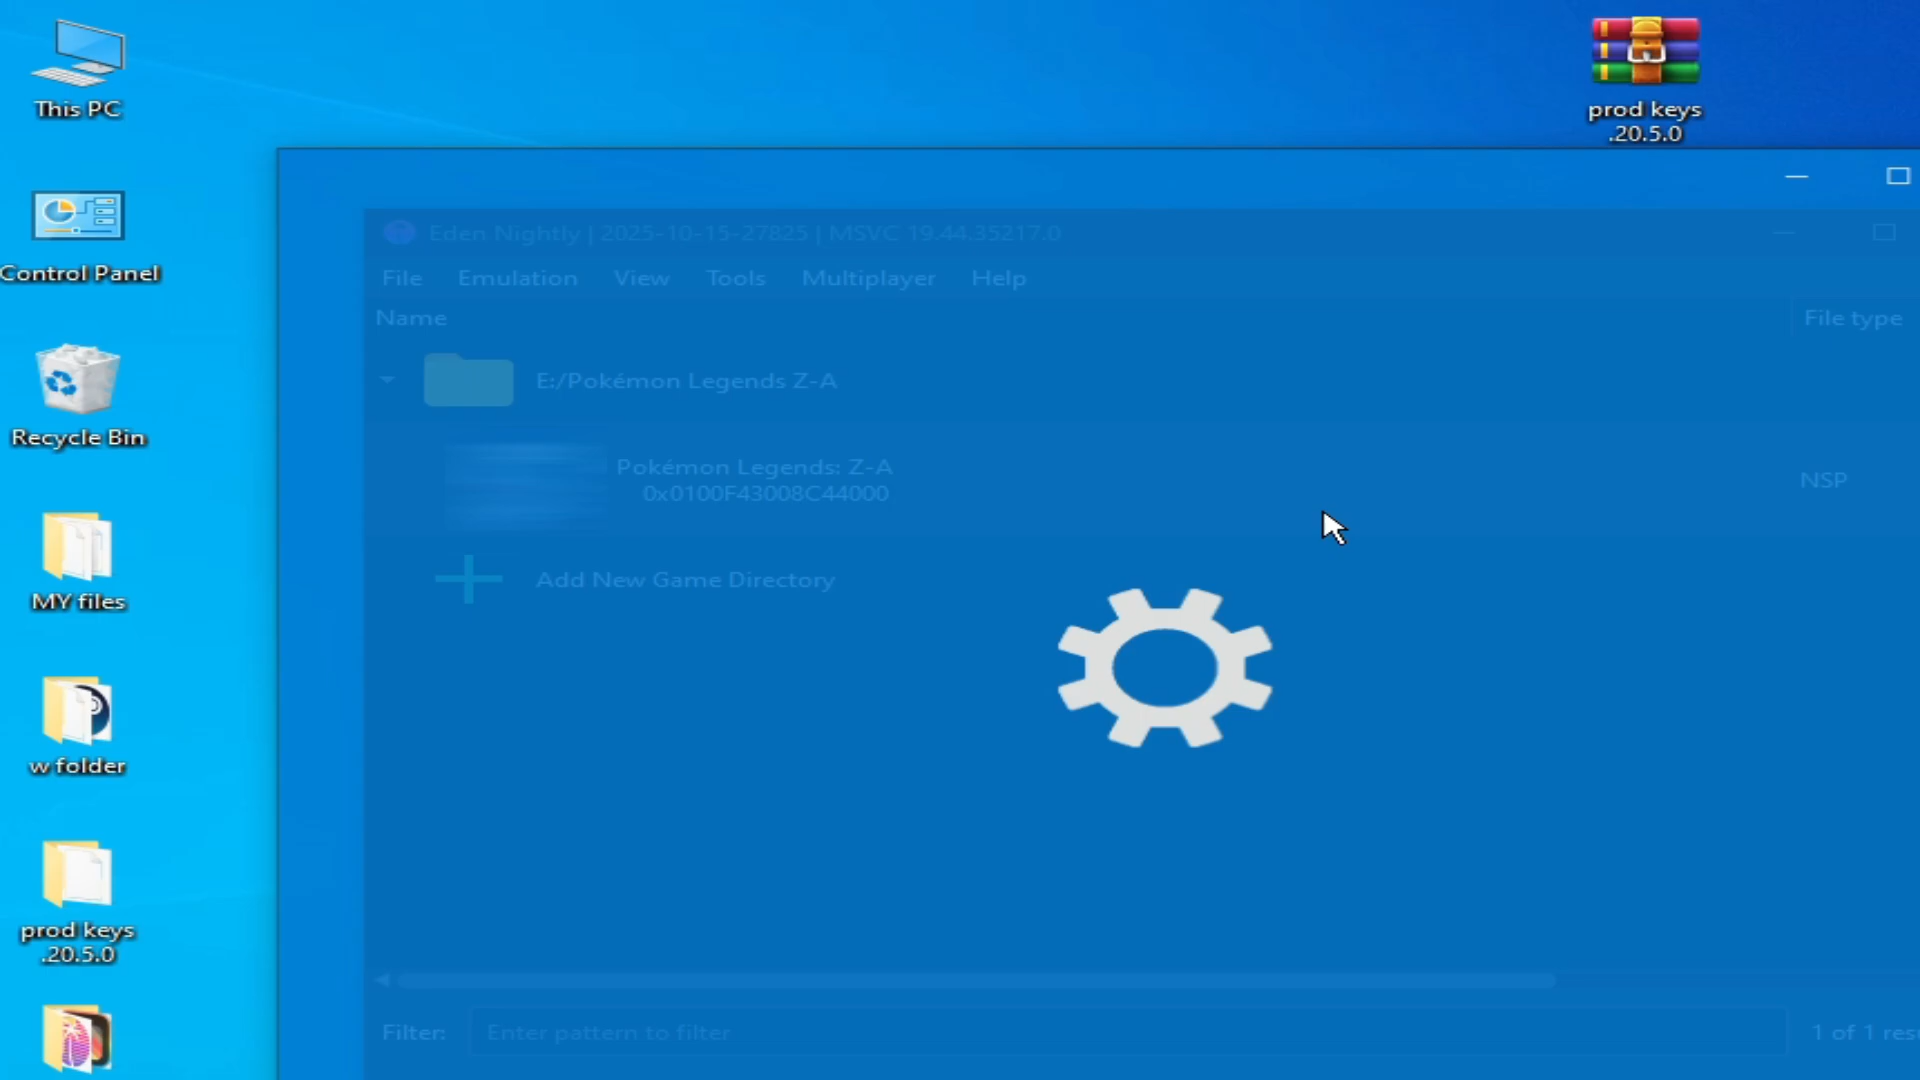 This PC
Control Panel
Recycle Bin
MY files
w folder
prod keys
.20.5.0
prod keys
.20.5.0
Eden Nightly | 2025-10-15-27825 | MSVC 19.44.35217.0
File Emulation View Tools Multiplayer Help
Name File type
E:/Pokémon Legends Z-A
Pokémon Legends: Z-A
0x0100F43008C44000
NSP
Add New Game Directory
Filter: Enter pattern to filter 1 of 1 res